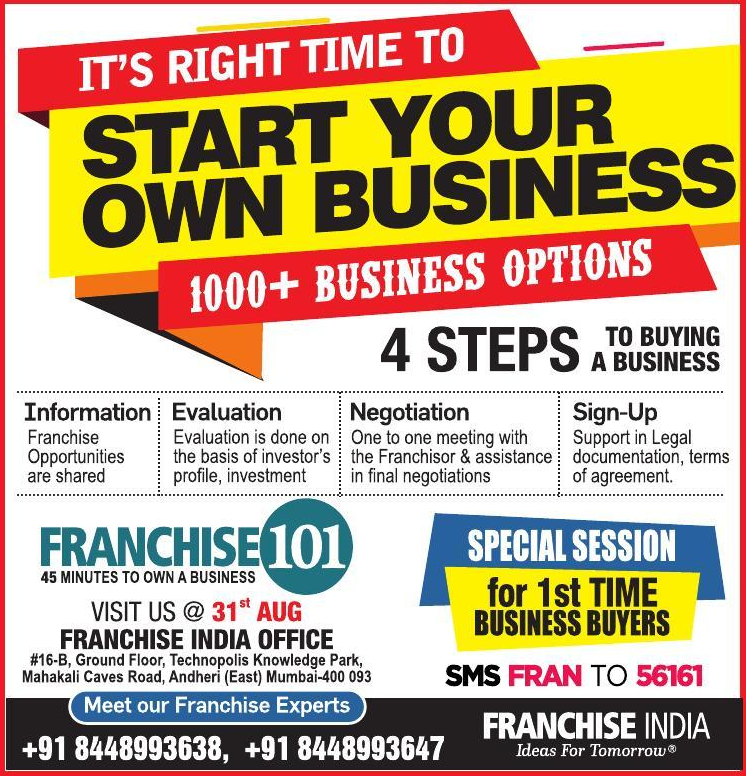 IT'S RIGHT TIME TO
START YOUR
OWN BUSINESS
1000+ BUSINESS OPTIONS
4 STEPS TO BUYING
A BUSINESS
Information
Franchise
Opportunities
are shared
Evaluation
Evaluation is done on
the basis of investor's
profile, investment
Negotiation
One to one meeting with
the Franchisor & assistance
in final negotiations
Sign-Up
Support in Legal
documentation, terms
of agreement.
FRANCHISE 101
45 MINUTES TO OWN A BUSINESS
VISIT US @ 31st AUG
FRANCHISE INDIA OFFICE
#16-B, Ground Floor, Technopolis Knowledge Park,
Mahakali Caves Road, Andheri (East) Mumbai-400 093
Meet our Franchise Experts
+91 8448993638, +91 8448993647
SPECIAL SESSION
for 1st TIME
BUSINESS BUYERS
SMS FRAN TO 56161
FRANCHISE INDIA
Ideas For Tomorrow®